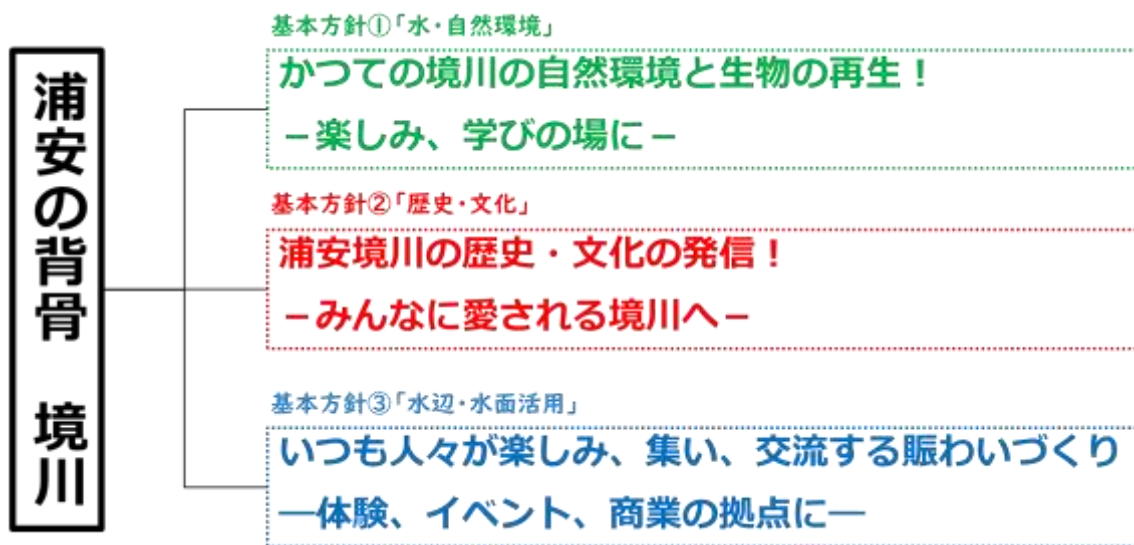 浦安の背骨　境川
基本方針①「水・自然環境」
かつての境川の自然環境と生物の再生！
－楽しみ、学びの場に－
基本方針②「歴史・文化」
浦安境川の歴史・文化の発信！
－みんなに愛される境川へ－
基本方針③「水辺・水面活用」
いつも人々が楽しみ、集い、交流する賑わいづくり
―体験、イベント、商業の拠点に―